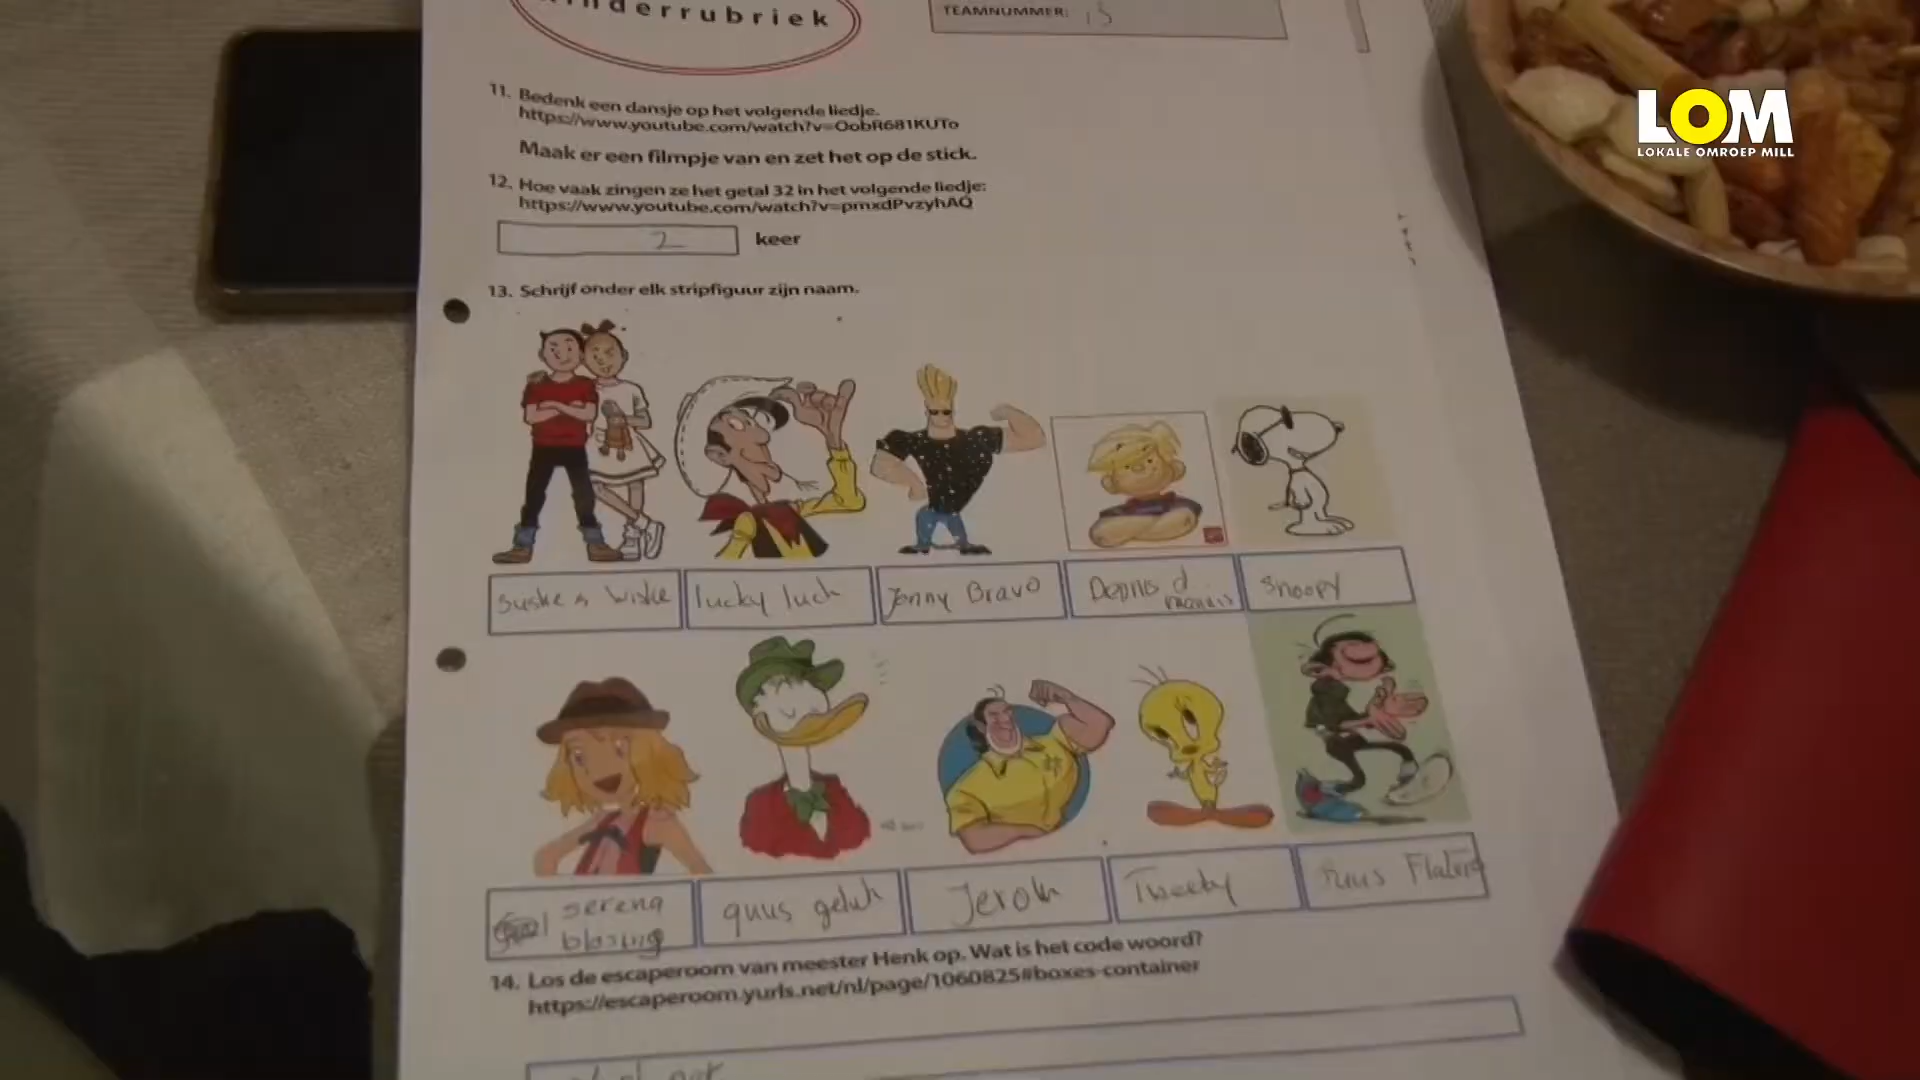 nderrubriek
TEAMNUMMER: 13
LOM
LOKALE OMROEP MILL
11. Bedenk een dansje op het volgende liedje.
https://www.youtube.com/watch?v=OobR681KUTo
Maak er een filmpje van en zet het op de stick.
12. Hoe vaak zingen ze het getal 32 in het volgende liedje:
https://www.youtube.com/watch?v=pmxdPvzyhAQ
2 keer
13. Schrijf onder elk stripfiguur zijn naam.
suske & wiske
lucky luch
Jonny Bravo
Dennis d
Snoopy
serena
blasing
quus geluk
Jerom
Tweety
Flater
14. Los de escaperoom van meester Henk op. Wat is het code woord?
https://escaperoom.yurls.net/nl/page/1060825#boxes-container